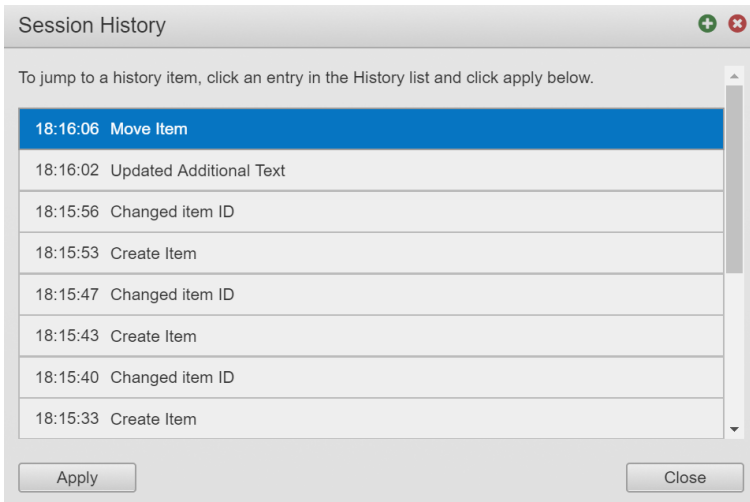 Session History
To jump to a history item, click an entry in the History list and click apply below.
18:16:06 Move Item
18:16:02 Updated Additional Text
18:15:56 Changed item ID
18:15:53 Create Item
18:15:47 Changed item ID
18:15:43 Create Item
18:15:40 Changed item ID
18:15:33 Create Item
Apply Close